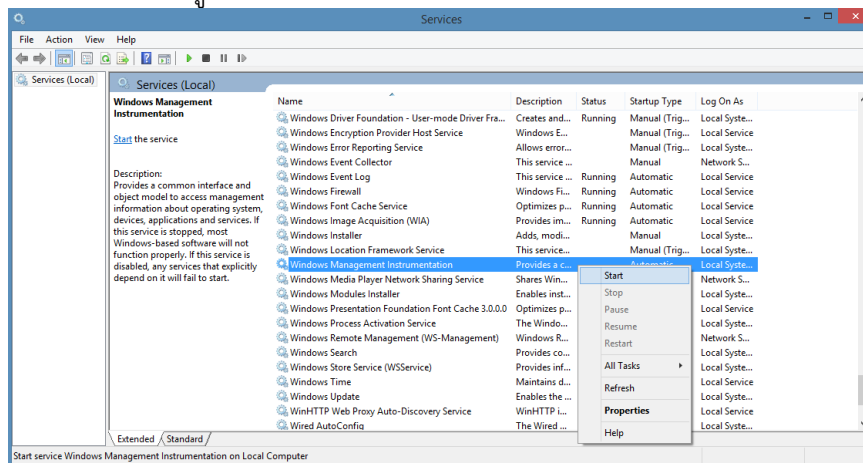 Services
File Action View Help
Services (Local)
Services (Local)
Windows Management
Instrumentation
Start the service
Description:
Provides a common interface and
object model to access management
information about operating system,
devices, applications and services. If
this service is stopped, most
Windows-based software will not
function properly. If this service is
disabled, any services that explicitly
depend on it will fail to start.
Name Description Status Startup Type Log On As
Windows Driver Foundation - User-mode Driver Fra... Creates and... Running Manual (Trig... Local Syste...
Windows Encryption Provider Host Service Windows E... Manual (Trig... Local Service
Windows Error Reporting Service Allows error... Manual (Trig... Local Syste...
Windows Event Collector This service ... Manual Network S...
Windows Event Log This service ... Running Automatic Local Service
Windows Firewall Windows Fi... Running Automatic Local Service
Windows Font Cache Service Optimizes p... Running Automatic Local Service
Windows Image Acquisition (WIA) Provides im... Running Automatic Local Service
Windows Installer Adds, modi... Manual Local Syste...
Windows Location Framework Service This service... Manual (Trig... Local Syste...
Windows Management Instrumentation Provides a c... Automatic Local Syste...
Windows Media Player Network Sharing Service Shares Win... Network S...
Windows Modules Installer Enables inst... Local Syste...
Windows Presentation Foundation Font Cache 3.0.0.0 Optimizes p... Local Service
Windows Process Activation Service The Windo... Local Syste...
Windows Remote Management (WS-Management) Windows R... Network S...
Windows Search Provides co... Local Syste...
Windows Store Service (WSService) Provides inf... Local Syste...
Windows Time Maintains d... Local Service
Windows Update Enables the ... Local Syste...
WinHTTP Web Proxy Auto-Discovery Service WinHTTP i... Local Service
Wired AutoConfig The Wired ... Local Syste...
Start
Stop
Pause
Resume
Restart
All Tasks
Refresh
Properties
Help
Extended Standard
Start service Windows Management Instrumentation on Local Computer